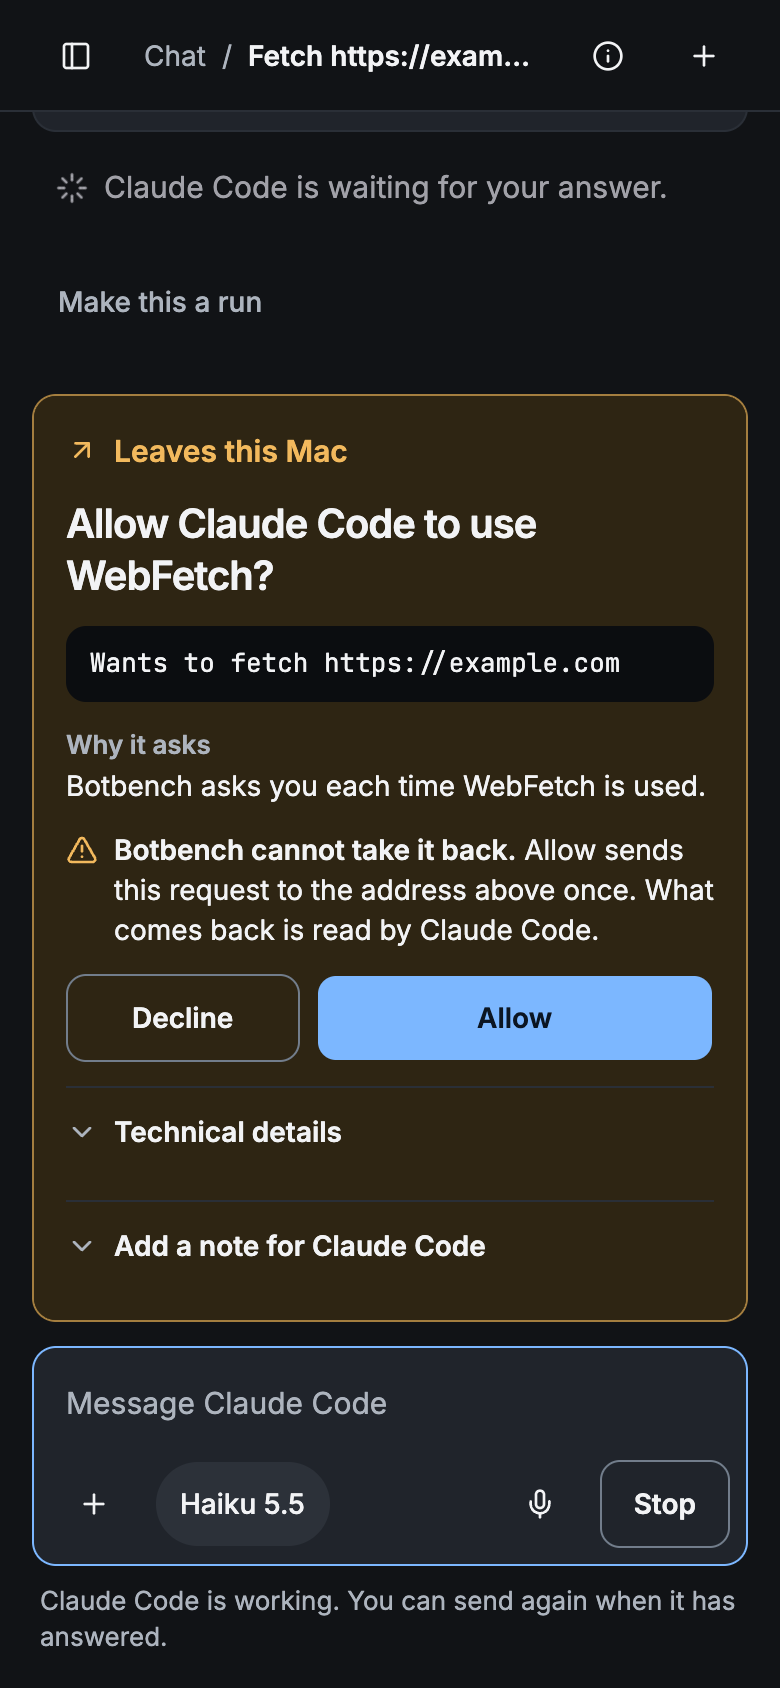 Chat / Fetch https://exam...
Claude Code is waiting for your answer.
Make this a run
Leaves this Mac
Allow Claude Code to use
WebFetch?
Wants to fetch https://example.com
Why it asks
Botbench asks you each time WebFetch is used.
Botbench cannot take it back. Allow sends
this request to the address above once. What
comes back is read by Claude Code.
Decline
Allow
Technical details
Add a note for Claude Code
Message Claude Code
Haiku 5.5
Stop
Claude Code is working. You can send again when it has
answered.